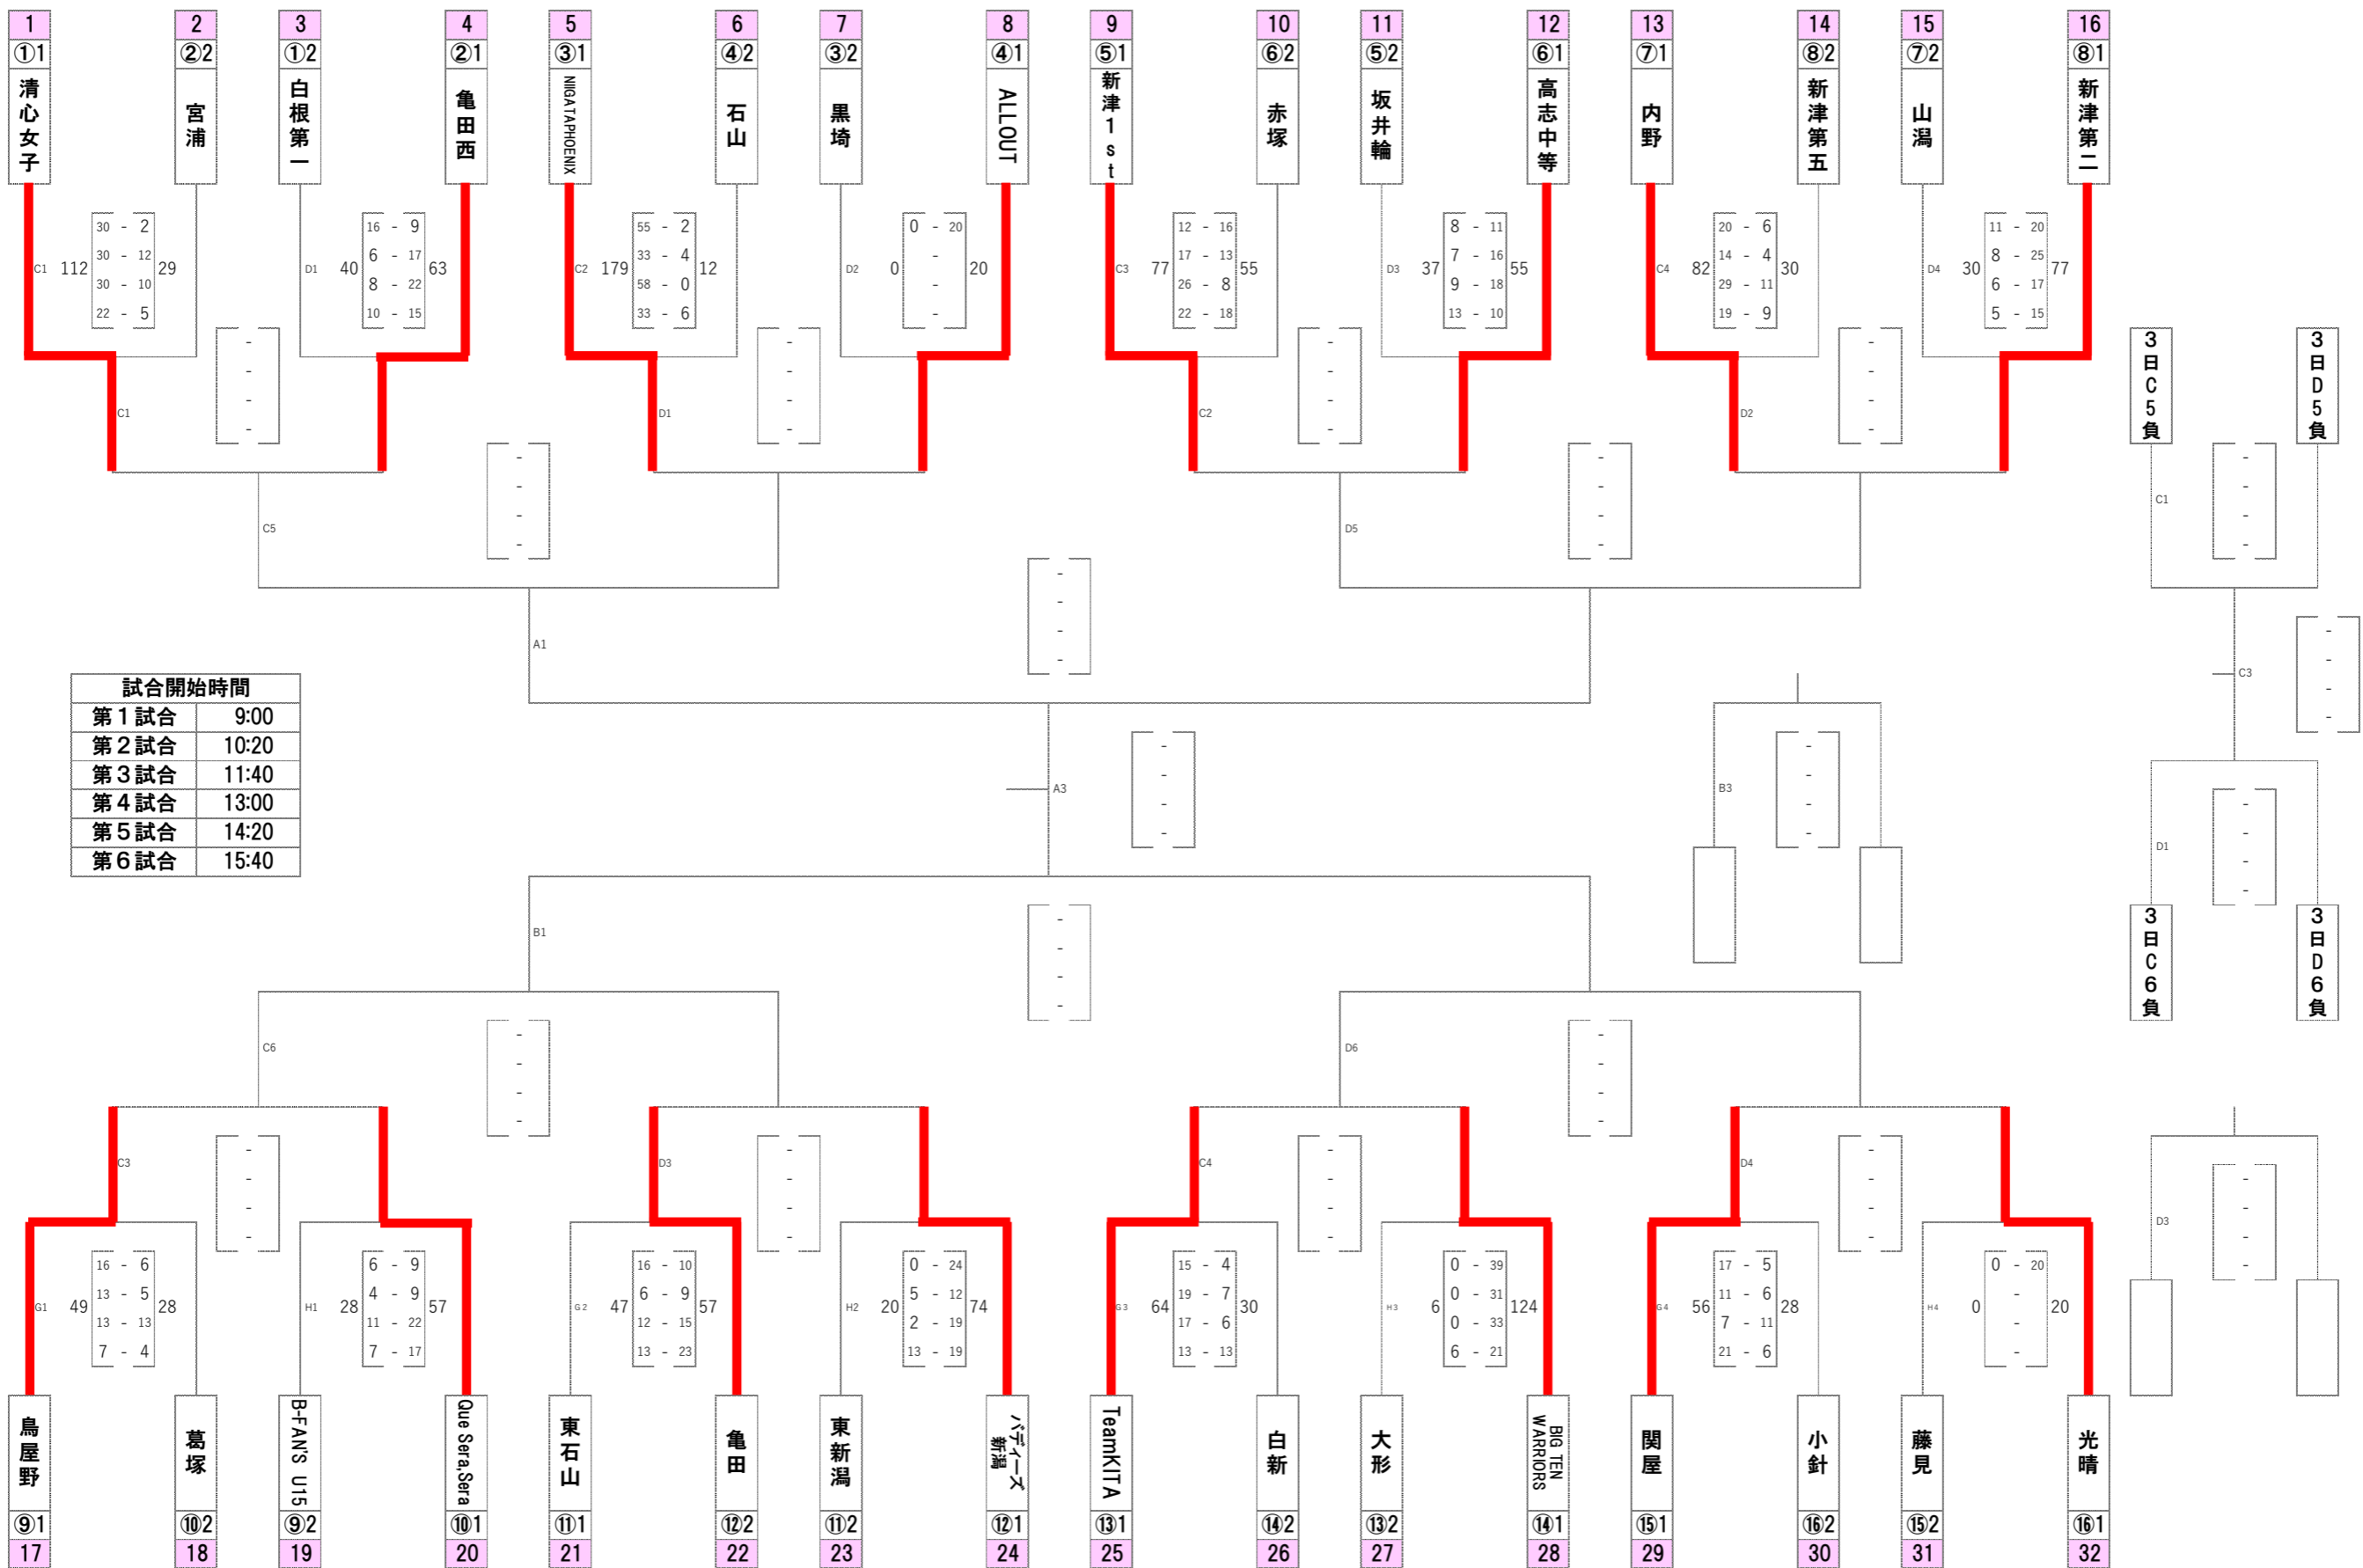 1 2 3 4 5 6 7 8 9 10 11 12 13 14 15 16
①1 ②2 ①2 ②1 ③1 ④2 ③2 ④1 ⑤1 ⑥2 ⑤2 ⑥1 ⑦1 ⑧2 ⑦2 ⑧1
清心女子
宮浦
白根第一
亀田西
NIIGATAPHOENIX
石山
黒埼
ALLOUT
新津1st
赤塚
坂井輪
高志中等
内野
新津第五
山潟
新津第二
30 - 2 16 - 9 55 - 2 0 - 20 12 - 16 8 - 11 20 - 6 11 - 20
30 - 12 6 - 17 33 - 4 - 17 - 13 7 - 16 14 - 4 8 - 25
C1 112 29 D1 40 63 C2 179 12 D2 0 20 C3 77 55 D3 37 55 C4 82 30 D4 30 77
30 - 10 8 - 22 58 - 0 - 26 - 8 9 - 18 29 - 11 6 - 17
22 - 5 10 - 15 33 - 6 - 22 - 18 13 - 10 19 - 9 5 - 15
3日C5負
3日D5負
C1 D1 C2 D2
C1
C5 D5
A1
C3
試合開始時間
第1試合 9:00
第2試合 10:20
第3試合 11:40
第4試合 13:00
第5試合 14:20
第6試合 15:40
A3 B3
D1
B1
3日C6負
3日D6負
C6 D6
C3 D3 C4 D4
D3
16 - 6 6 - 9 16 - 10 0 - 24 15 - 4 0 - 39 17 - 5 0 - 20
13 - 5 4 - 9 6 - 9 5 - 12 19 - 7 0 - 31 11 - 6 -
G1 49 28 H1 28 57 G2 47 57 H2 20 74 G3 64 30 H3 6 124 G4 56 28 H4 0 20
13 - 13 11 - 22 12 - 15 2 - 19 17 - 6 0 - 33 7 - 11 -
7 - 4 7 - 17 13 - 23 13 - 19 13 - 13 6 - 21 21 - 6 -
鳥屋野
葛塚
B-FAN'S U15
Que Sera,Sera
東石山
亀田
東新潟
バディーズ
新潟
TeamKITA
白新
大形
BIG TEN
WARRIORS
関屋
小針
藤見
光晴
⑨1 ⑩2 ⑨2 ⑩1 ⑪1 ⑫2 ⑪2 ⑫1 ⑬1 ⑭2 ⑬2 ⑭1 ⑮1 ⑯2 ⑮2 ⑯1
17 18 19 20 21 22 23 24 25 26 27 28 29 30 31 32